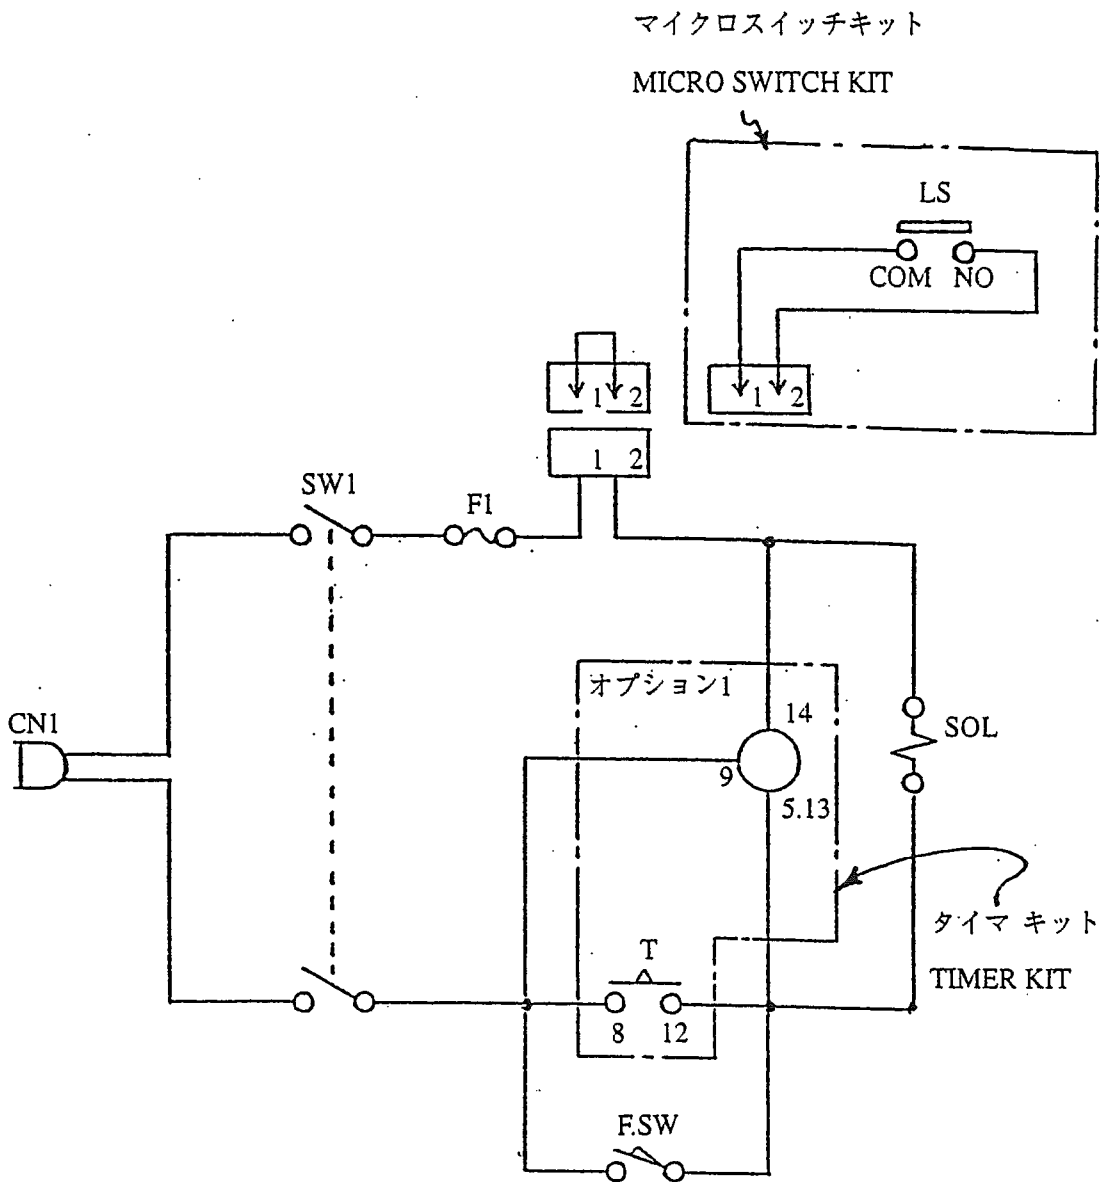 マイクロスイッチキット
MICRO SWITCH KIT
LS
COM NO
1 2
1 2
1 2
SW1
F1
オプション1
14
CN1
SOL
9
5.13
タイマ キット
T
TIMER KIT
8 12
F.SW